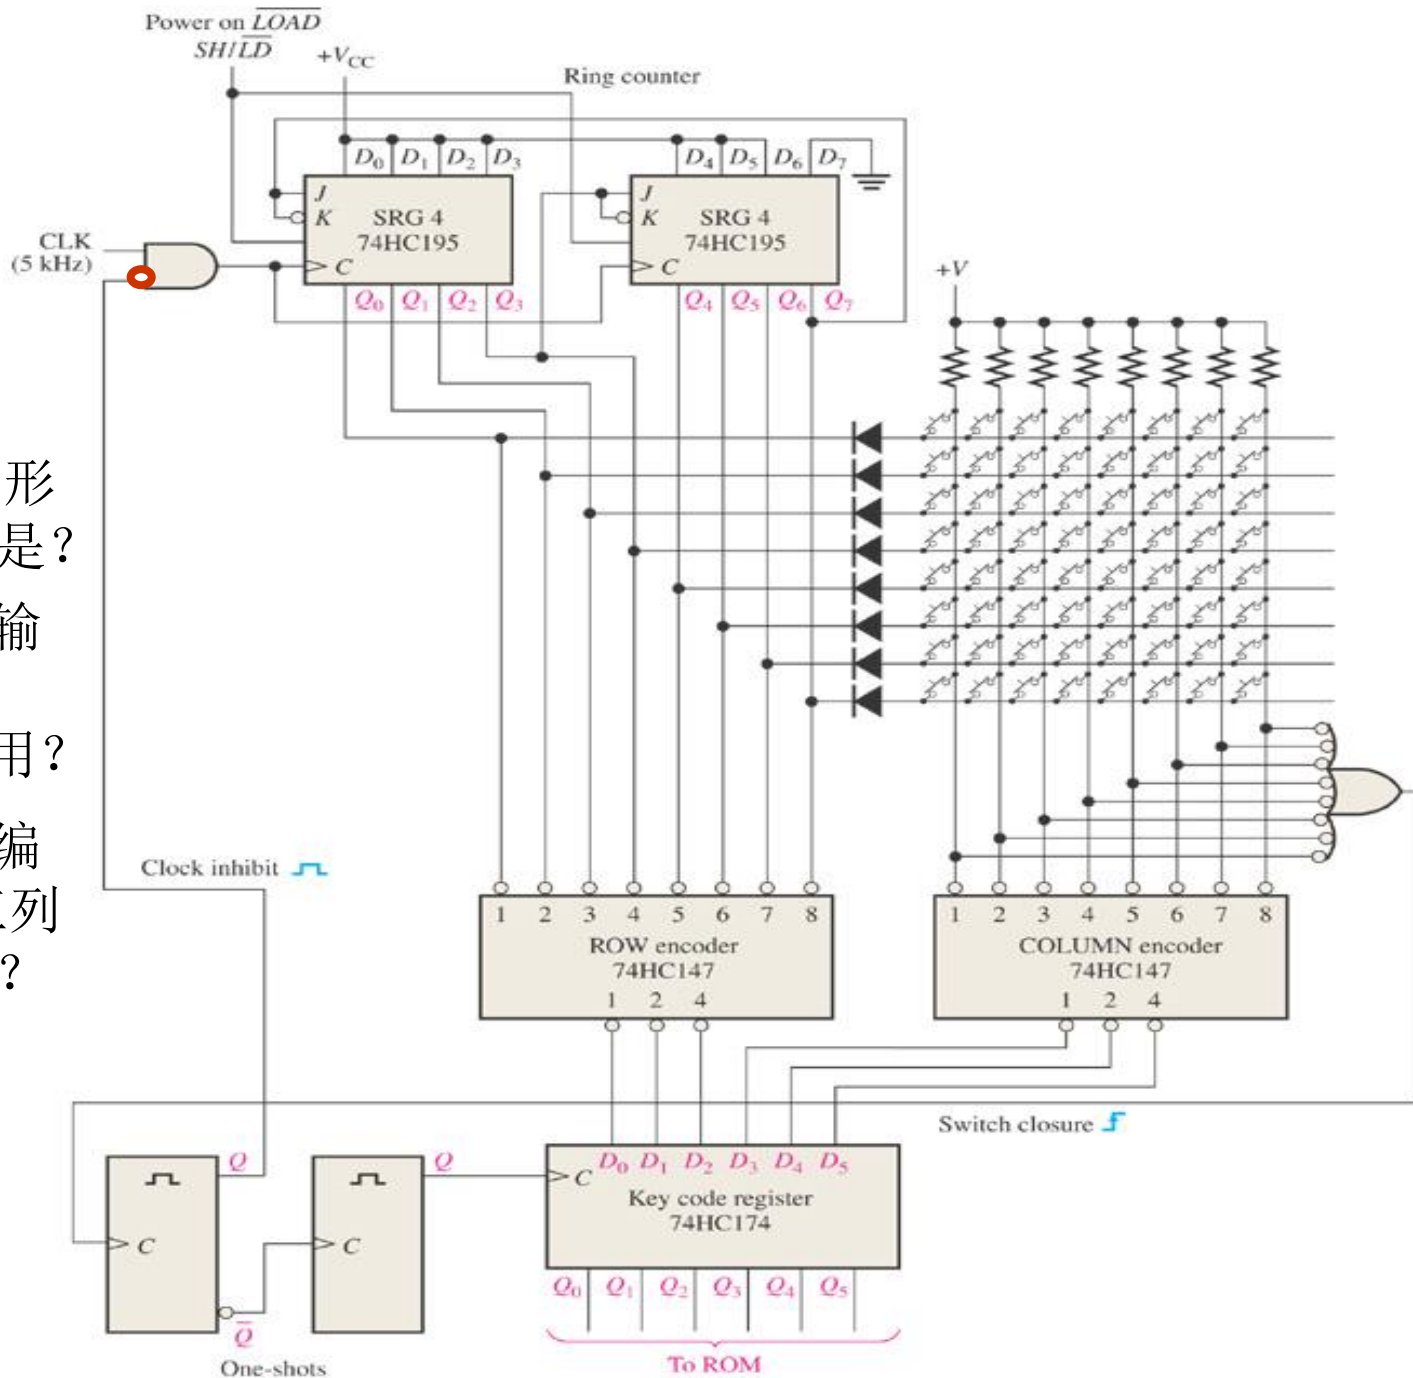 Power on LOAD
SH/LD
+VCC
Ring counter
D0 D1 D2 D3
D4 D5 D6 D7
J
K
SRG 4
74HC195
C
J
K
SRG 4
74HC195
C
CLK
(5 kHz)
Q0 Q1 Q2 Q3
Q4 Q5 Q6 Q7
+V
形
是？
输
用？
编
列
？
Clock inhibit
1 2 3 4 5 6 7 8
ROW encoder
74HC147
1 2 4
1 2 3 4 5 6 7 8
COLUMN encoder
74HC147
1 2 4
Switch closure
Q
C
Q
Q
C
D0 D1 D2 D3 D4 D5
C
Key code register
74HC174
Q0 Q1 Q2 Q3 Q4 Q5
One-shots
To ROM